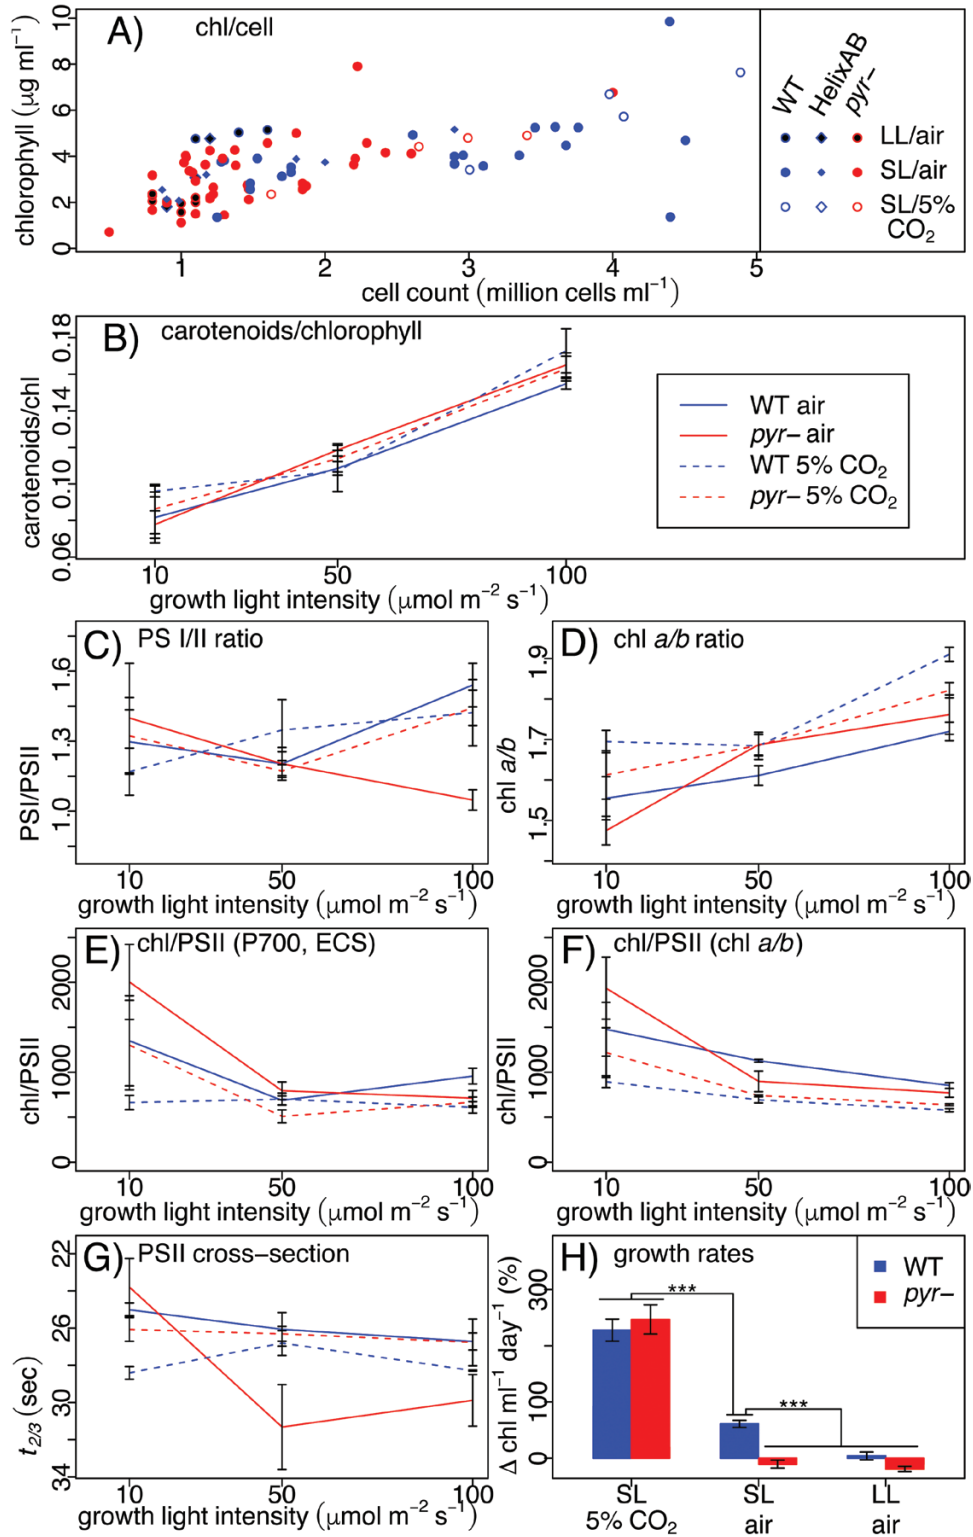 A) chl/cell
chlorophyll (μg ml⁻¹)
0 2 4 6 8 10
1 2 3 4 5
cell count (million cells ml⁻¹)
WT HelixAB pyr−
LL/air
SL/air
SL/5%
CO₂
B) carotenoids/chlorophyll
carotenoids/chl
0.06 0.10 0.14 0.18
10 50 100
growth light intensity (μmol m⁻² s⁻¹)
WT air
pyr− air
WT 5% CO₂
pyr− 5% CO₂
C) PS I/II ratio
PSI/PSII
1.0 1.3 1.6
10 50 100
growth light intensity (μmol m⁻² s⁻¹)
D) chl a/b ratio
chl a/b
1.5 1.7 1.9
10 50 100
growth light intensity (μmol m⁻² s⁻¹)
E) chl/PSII (P700, ECS)
chl/PSII
0 1000 2000
10 50 100
growth light intensity (μmol m⁻² s⁻¹)
F) chl/PSII (chl a/b)
chl/PSII
0 1000 2000
10 50 100
growth light intensity (μmol m⁻² s⁻¹)
G) PSII cross−section
t2/3 (sec)
34 30 26 22
10 50 100
growth light intensity (μmol m⁻² s⁻¹)
H) growth rates
Δ chl ml⁻¹ day⁻¹ (%)
0 100 300
WT
pyr−
***
***
SL
5% CO₂
SL
air
LL
air